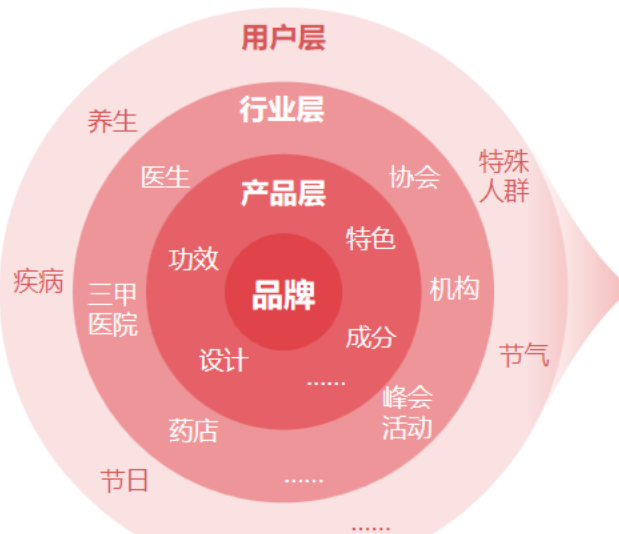 用户层
养生
行业层
特殊
人群
医生
协会
产品层
功效
特色
疾病
三甲
医院
品牌
机构
设计
成分
......
节气
药店
峰会
活动
节日
......
......